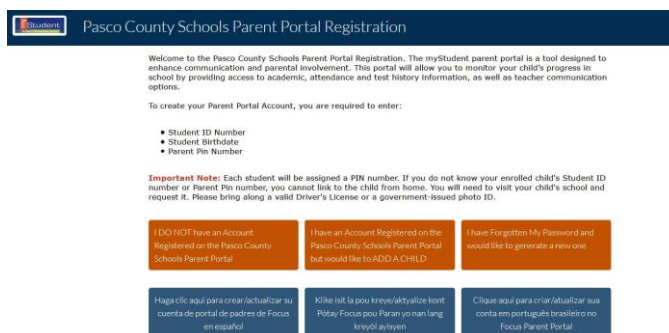 Student
Pasco County Schools Parent Portal Registration
Welcome to the Pasco County Schools Parent Portal Registration. The myStudent parent portal is a tool designed to
enhance communication and parental involvement. This portal will allow you to monitor your child's progress in
school by providing access to academic, attendance and test history information, as well as teacher communication
options.
To create your Parent Portal Account, you are required to enter:
• Student ID Number
• Student Birthdate
• Parent Pin Number
Important Note: Each student will be assigned a PIN number. If you do not know your enrolled child's Student ID
number or Parent Pin number, you cannot link to the child from home. You will need to visit your child's school and
request it. Please bring along a valid Driver's License or a government-issued photo ID.
I DO NOT have an Account
Registered on the Pasco County
Schools Parent Portal
I have an Account Registered on the
Pasco County Schools Parent Portal
but would like to ADD A CHILD
I have Forgotten My Password and
would like to generate a new one
Haga clic aquí para crear/actualizar su
cuenta de portal de padres de Focus
en español
Klike isit la pou kreye/aktyalize kont
Pòtay Focus pou Paran yo nan lang
kreyòl ayisyen
Clique aqui para criar/atualizar sua
conta em português brasileiro no
Focus Parent Portal